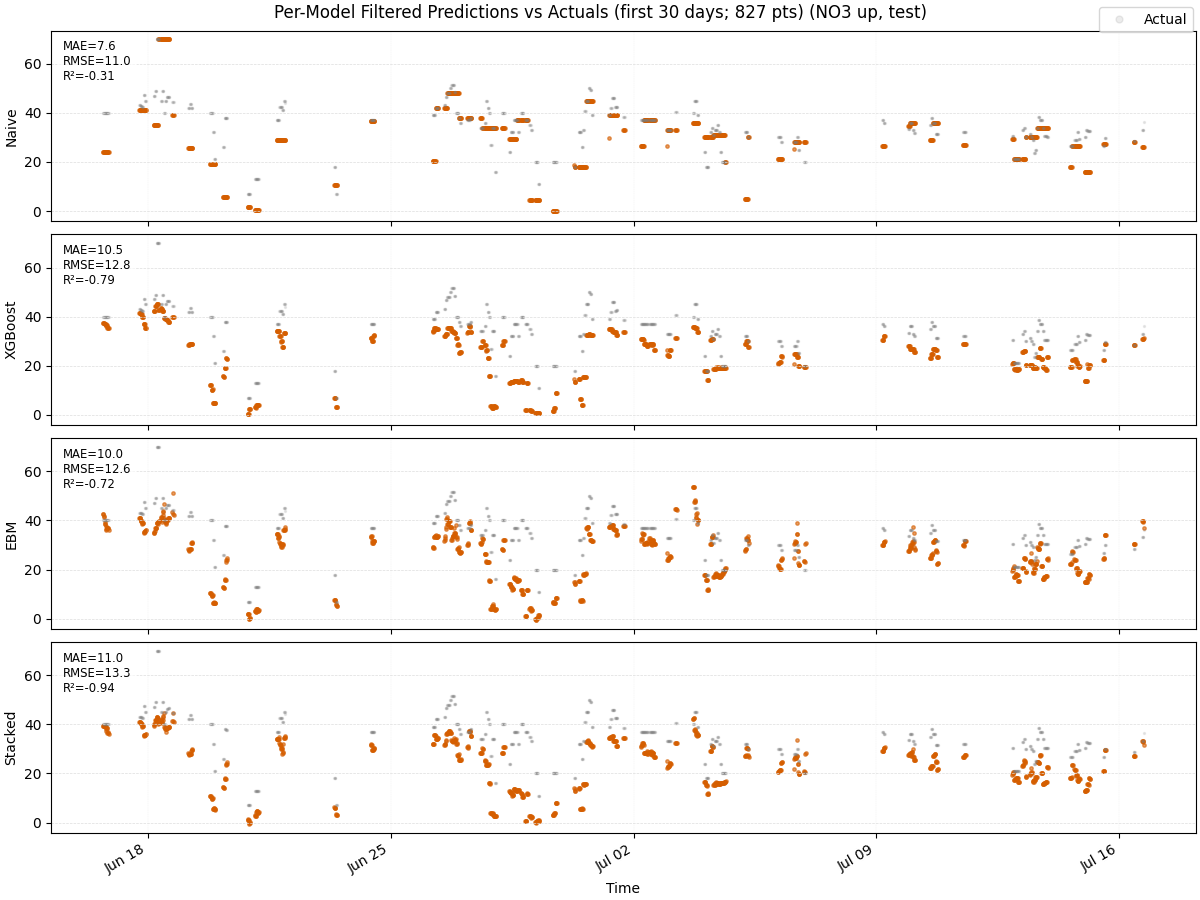 Per-Model Filtered Predictions vs Actuals (first 30 days; 827 pts) (NO3 up, test)
Actual
MAE=7.6
RMSE=11.0
R²=-0.31
60
40
20
0
Naive
MAE=10.5
RMSE=12.8
R²=-0.79
60
40
20
0
XGBoost
MAE=10.0
RMSE=12.6
R²=-0.72
60
40
20
0
EBM
MAE=11.0
RMSE=13.3
R²=-0.94
60
40
20
0
Stacked
Jun 18
Jun 25
Jul 02
Jul 09
Jul 16
Time